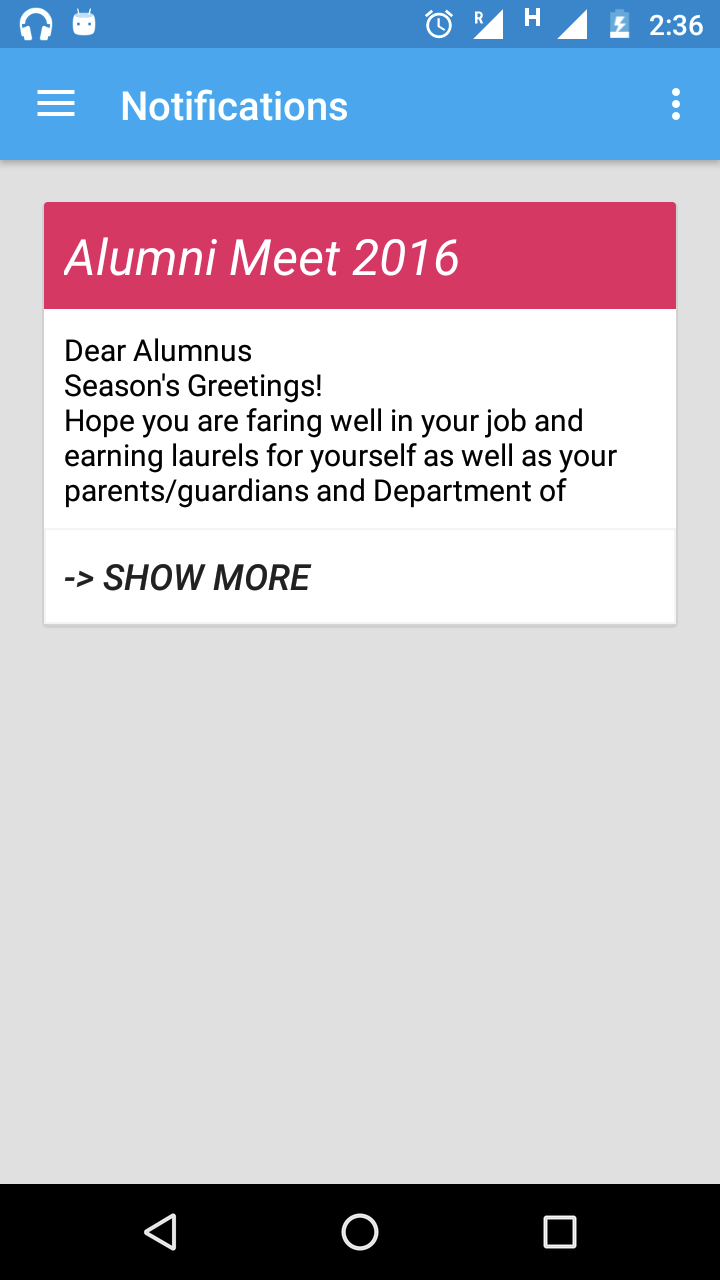 R H 2:36
Notifications
Alumni Meet 2016
Dear Alumnus
Season's Greetings!
Hope you are faring well in your job and
earning laurels for yourself as well as your
parents/guardians and Department of
-> SHOW MORE